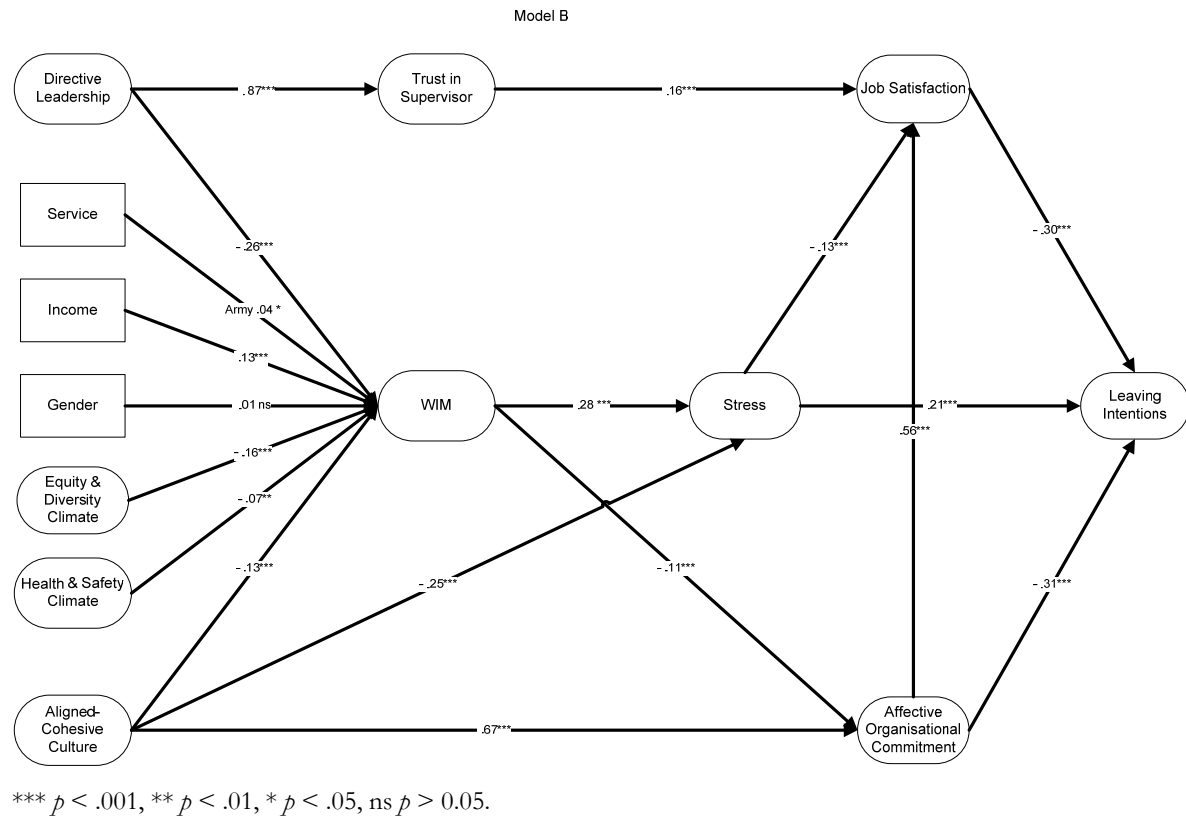 Model B
Directive
Leadership
.87***
Trust in
Supervisor
.16***
Job Satisfaction
Service
- .26***
- .13***
- .30***
Income
Army .04 *
.13***
Gender
.01 ns
WIM
.28 ***
Stress
.21***
.56***
Leaving
Intentions
- .16***
Equity &
Diversity
Climate
- .07**
Health & Safety
Climate
- .13***
- .25***
- .11***
- .31***
Aligned-
Cohesive
Culture
.67***
Affective
Organisational
Commitment
*** p < .001, ** p < .01, * p < .05, ns p > 0.05.